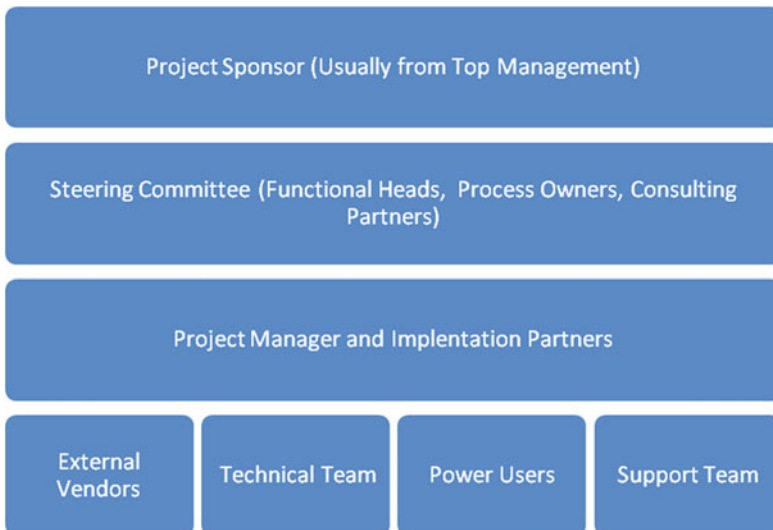 Project Sponsor (Usually from Top Management)
Steering Committee (Functional Heads, Process Owners, Consulting
Partners)
Project Manager and Implentation Partners
External
Vendors
Technical Team
Power Users
Support Team